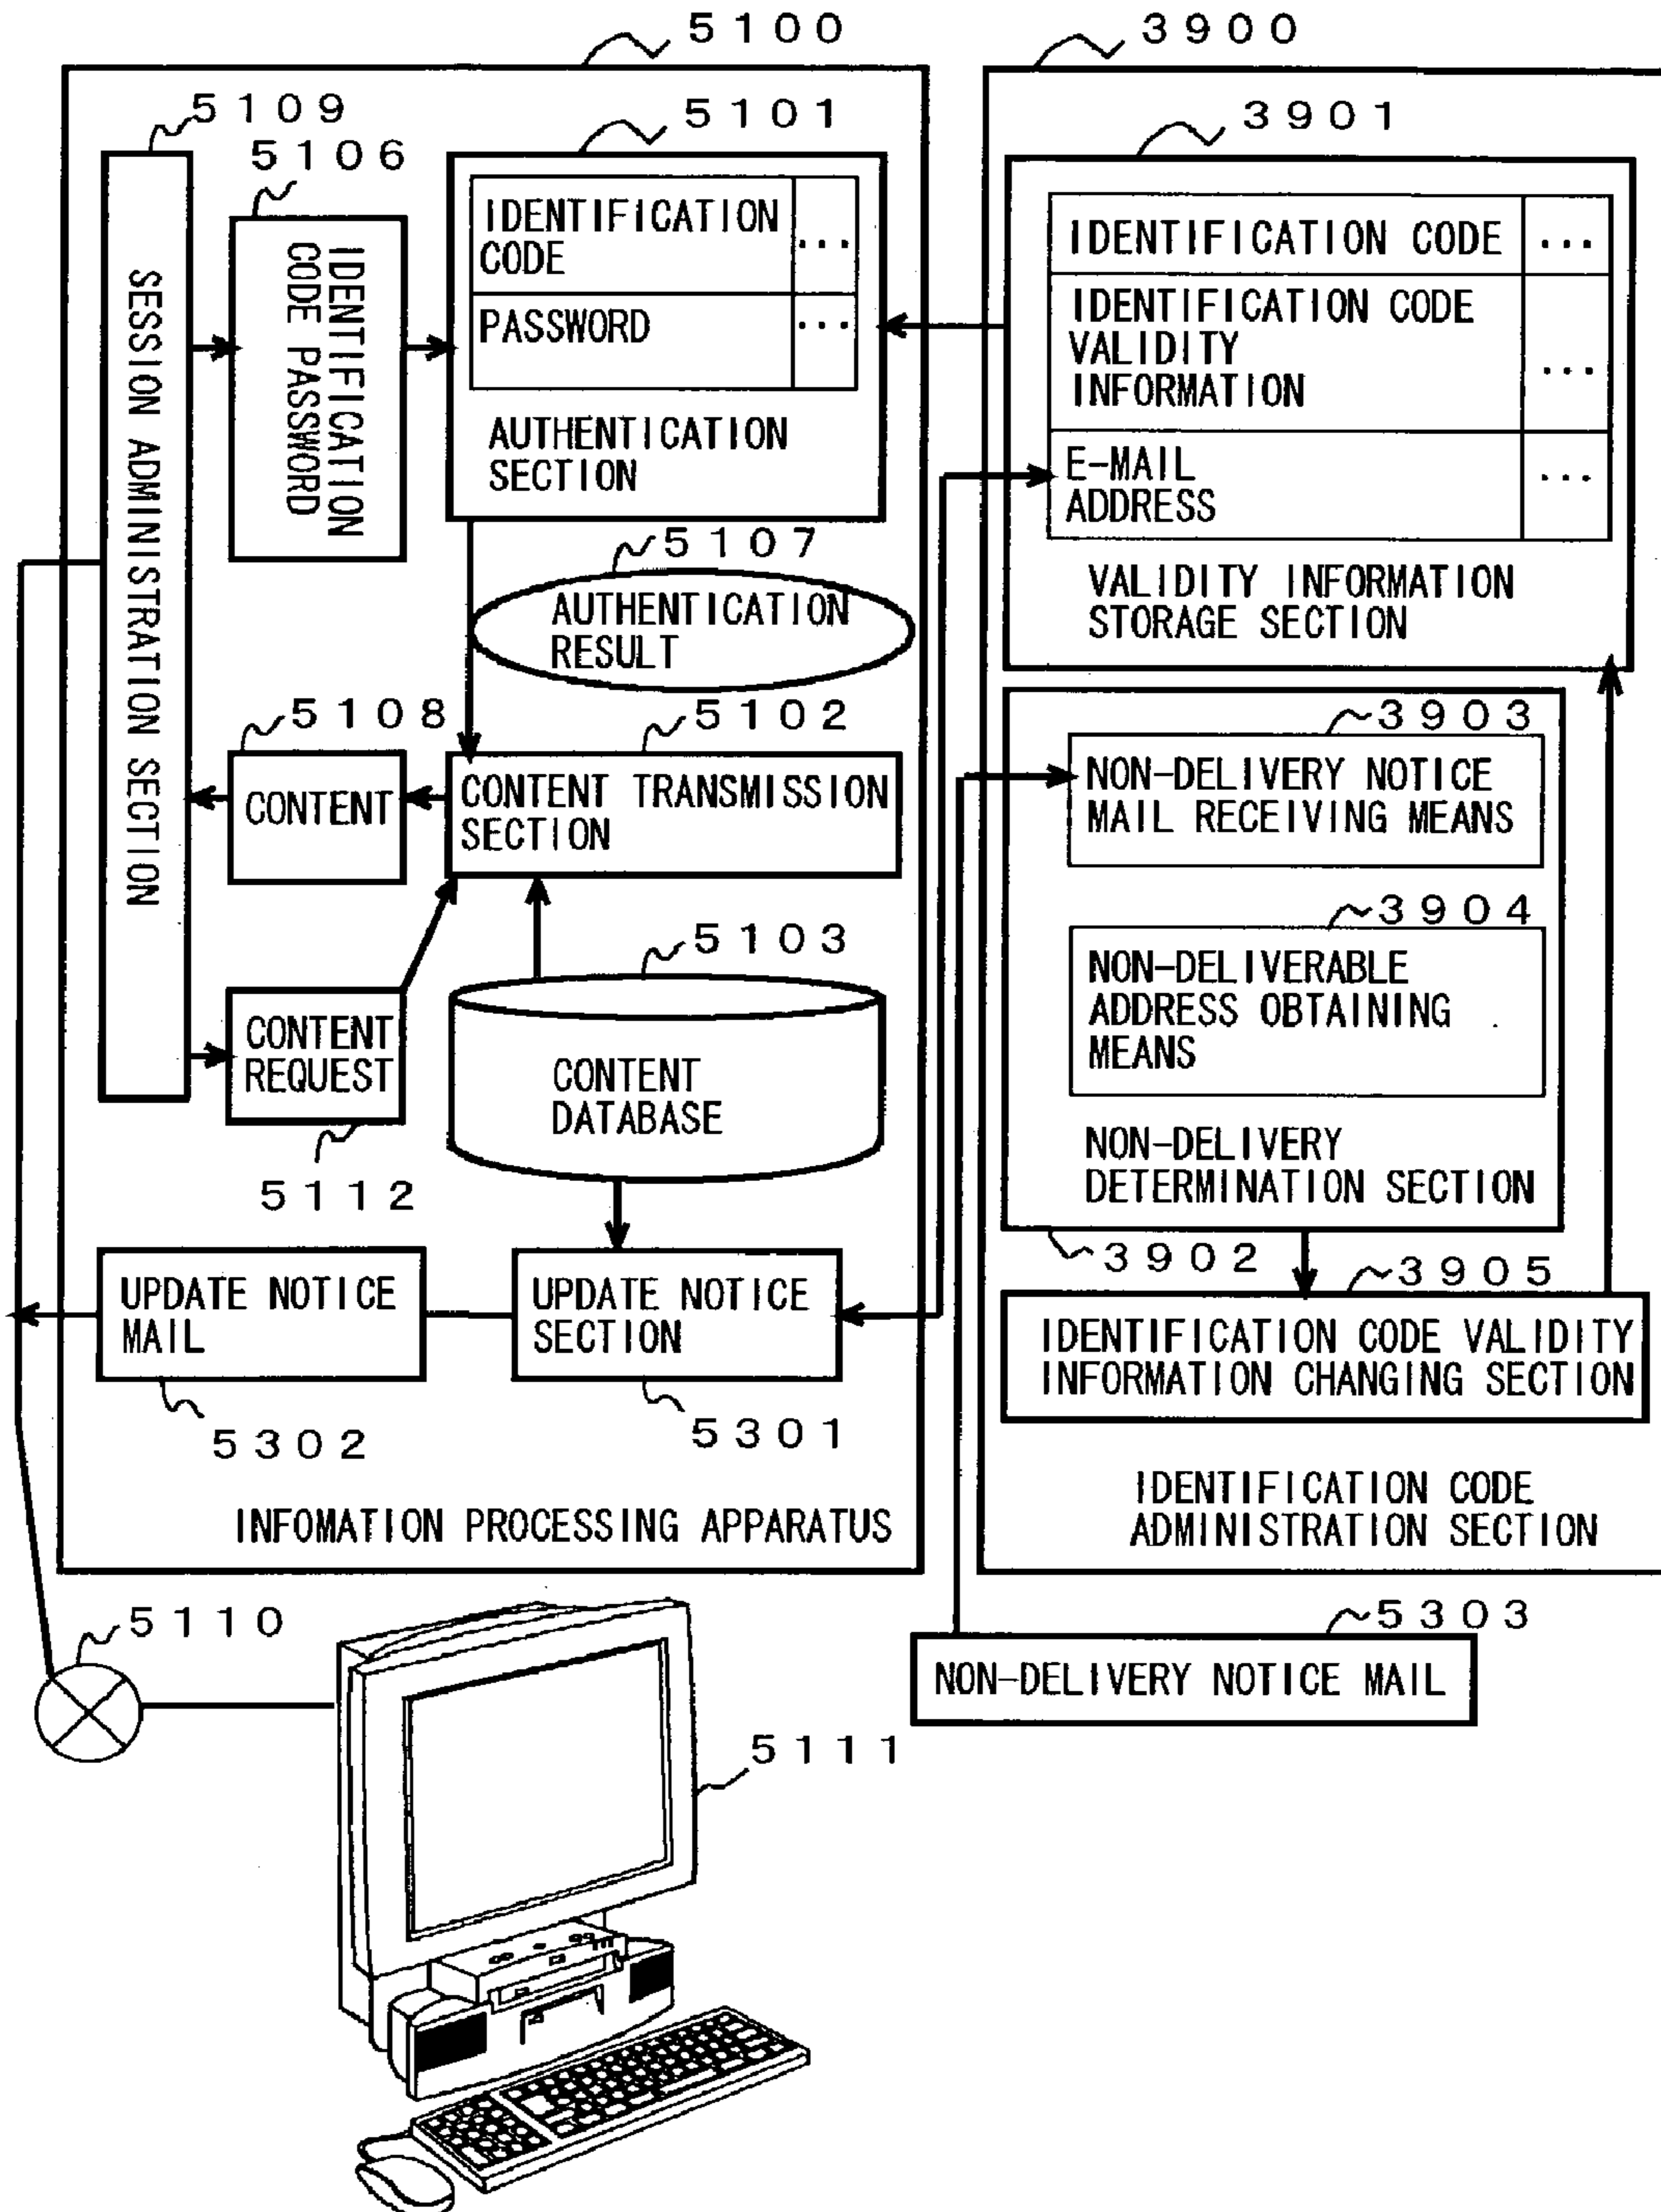 5100
3900
5109
5106
5101
3901
SESSION ADMINISTRATION SECTION
IDENTIFICATION
CODE PASSWORD
IDENTIFICATION
CODE
...
PASSWORD
...
AUTHENTICATION
SECTION
IDENTIFICATION CODE
...
IDENTIFICATION CODE
VALIDITY
INFORMATION
...
E-MAIL
ADDRESS
...
VALIDITY INFORMATION
STORAGE SECTION
5107
AUTHENTICATION
RESULT
5108
CONTENT
5102
CONTENT TRANSMISSION
SECTION
3903
NON-DELIVERY NOTICE
MAIL RECEIVING MEANS
3904
NON-DELIVERABLE
ADDRESS OBTAINING
MEANS
NON-DELIVERY
DETERMINATION SECTION
3902
5103
CONTENT
DATABASE
CONTENT
REQUEST
5112
UPDATE NOTICE
MAIL
5302
UPDATE NOTICE
SECTION
5301
3905
IDENTIFICATION CODE VALIDITY
INFORMATION CHANGING SECTION
INFOMATION PROCESSING APPARATUS
IDENTIFICATION CODE
ADMINISTRATION SECTION
5110
5303
NON-DELIVERY NOTICE MAIL
5111